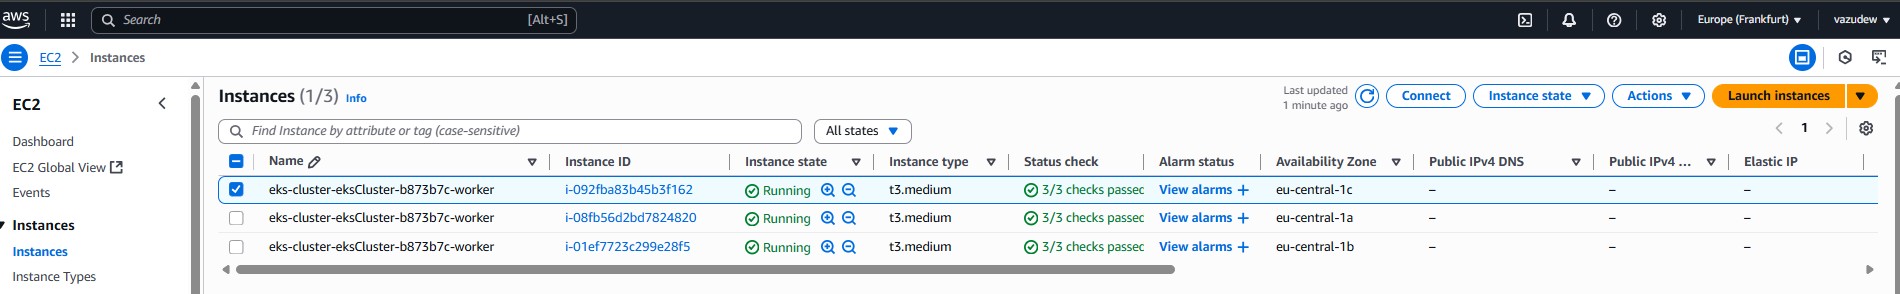 aws Search [Alt+S] Europe (Frankfurt) vazudew
EC2 Instances
EC2
Dashboard
EC2 Global View
Events
Instances
Instances
Instance Types
Instances (1/3) Info
Last updated
1 minute ago
Connect Instance state Actions Launch instances
Find Instance by attribute or tag (case-sensitive) All states
1
Name Instance ID Instance state Instance type Status check Alarm status Availability Zone Public IPv4 DNS Public IPv4 ... Elastic IP
eks-cluster-eksCluster-b873b7c-worker i-092fba83b45b3f162 Running t3.medium 3/3 checks passec View alarms + eu-central-1c – – –
eks-cluster-eksCluster-b873b7c-worker i-08fb56d2bd7824820 Running t3.medium 3/3 checks passec View alarms + eu-central-1a – – –
eks-cluster-eksCluster-b873b7c-worker i-01ef7723c299e28f5 Running t3.medium 3/3 checks passec View alarms + eu-central-1b – – –